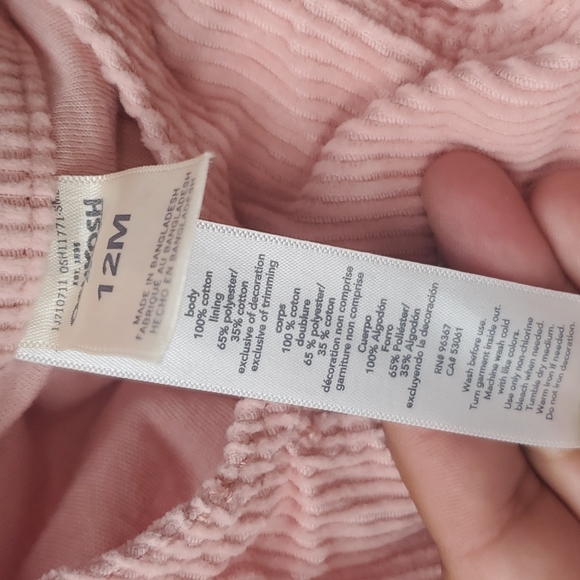 EST. 1895
12M
MADE IN BANGLADESH
FABRIQUÉ AU BANGLADESH
HECHO EN BANGLADESH
body
100% cotton
lining
65% polyester/
35% cotton
exclusive of decoration
exclusive of trimming
corps
100 % coton
doublure
65 % polyester/
35 % coton
décoration non comprise
garniture non comprise
Cuerpo
100% Algodón
Forro
65% Poliéster/
35% Algodón
excluyendo la decoración
RN# 96367
CA# 53061
Wash before use.
Turn garment inside out.
Machine wash cold
with like colors.
Use only non-chlorine
bleach when needed.
Tumble dry medium.
Warm iron if needed.
Do not iron decoration.